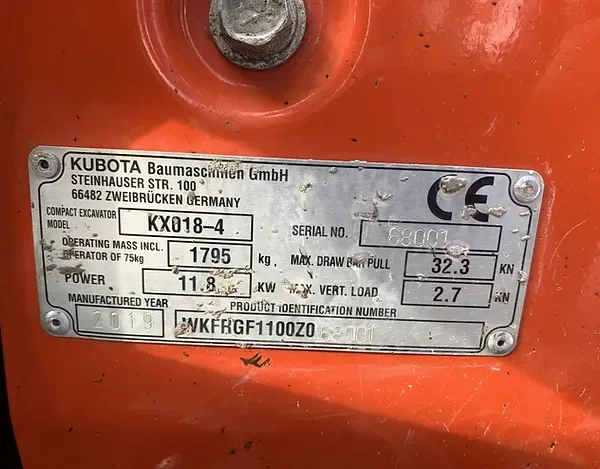 KUBOTA Baumaschinen GmbH
STEINHAUSER STR. 100
66482 ZWEIBRÜCKEN GERMANY
CE
COMPACT EXCAVATOR
MODEL KX018-4 SERIAL NO. 68001
OPERATING MASS INCL.
OPERATOR OF 75kg 1795 kg MAX. DRAW BAR PULL 32.3 KN
POWER 11.8 KW MAX. VERT. LOAD 2.7 KN
MANUFACTURED YEAR PRODUCT IDENTIFICATION NUMBER
2019 WKFRGF1100Z068001